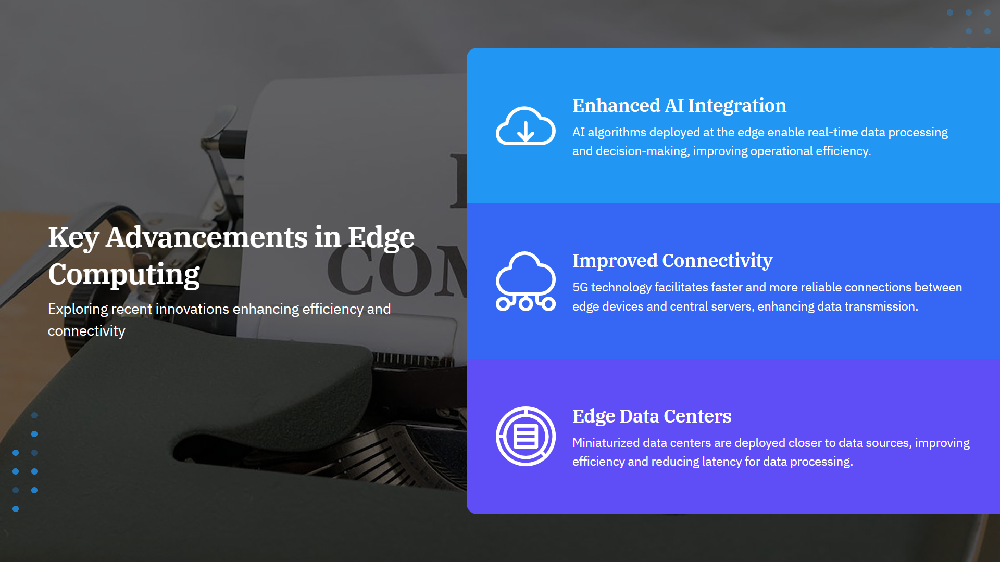 Key Advancements in Edge
Computing
Exploring recent innovations enhancing efficiency and
connectivity
Enhanced AI Integration
AI algorithms deployed at the edge enable real-time data processing
and decision-making, improving operational efficiency.
Improved Connectivity
5G technology facilitates faster and more reliable connections between
edge devices and central servers, enhancing data transmission.
Edge Data Centers
Miniaturized data centers are deployed closer to data sources, improving
efficiency and reducing latency for data processing.